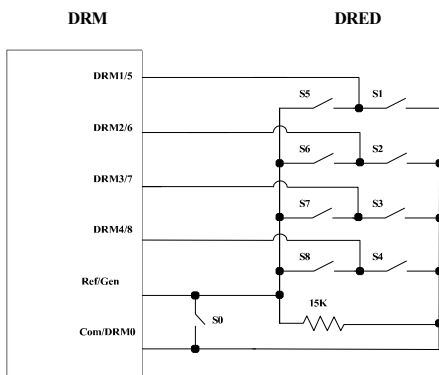 DRM DRED
DRM1/5
S5 S1
DRM2/6
S6 S2
DRM3/7
S7 S3
DRM4/8
S8 S4
Ref/Gen
15K
S0
Com/DRM0